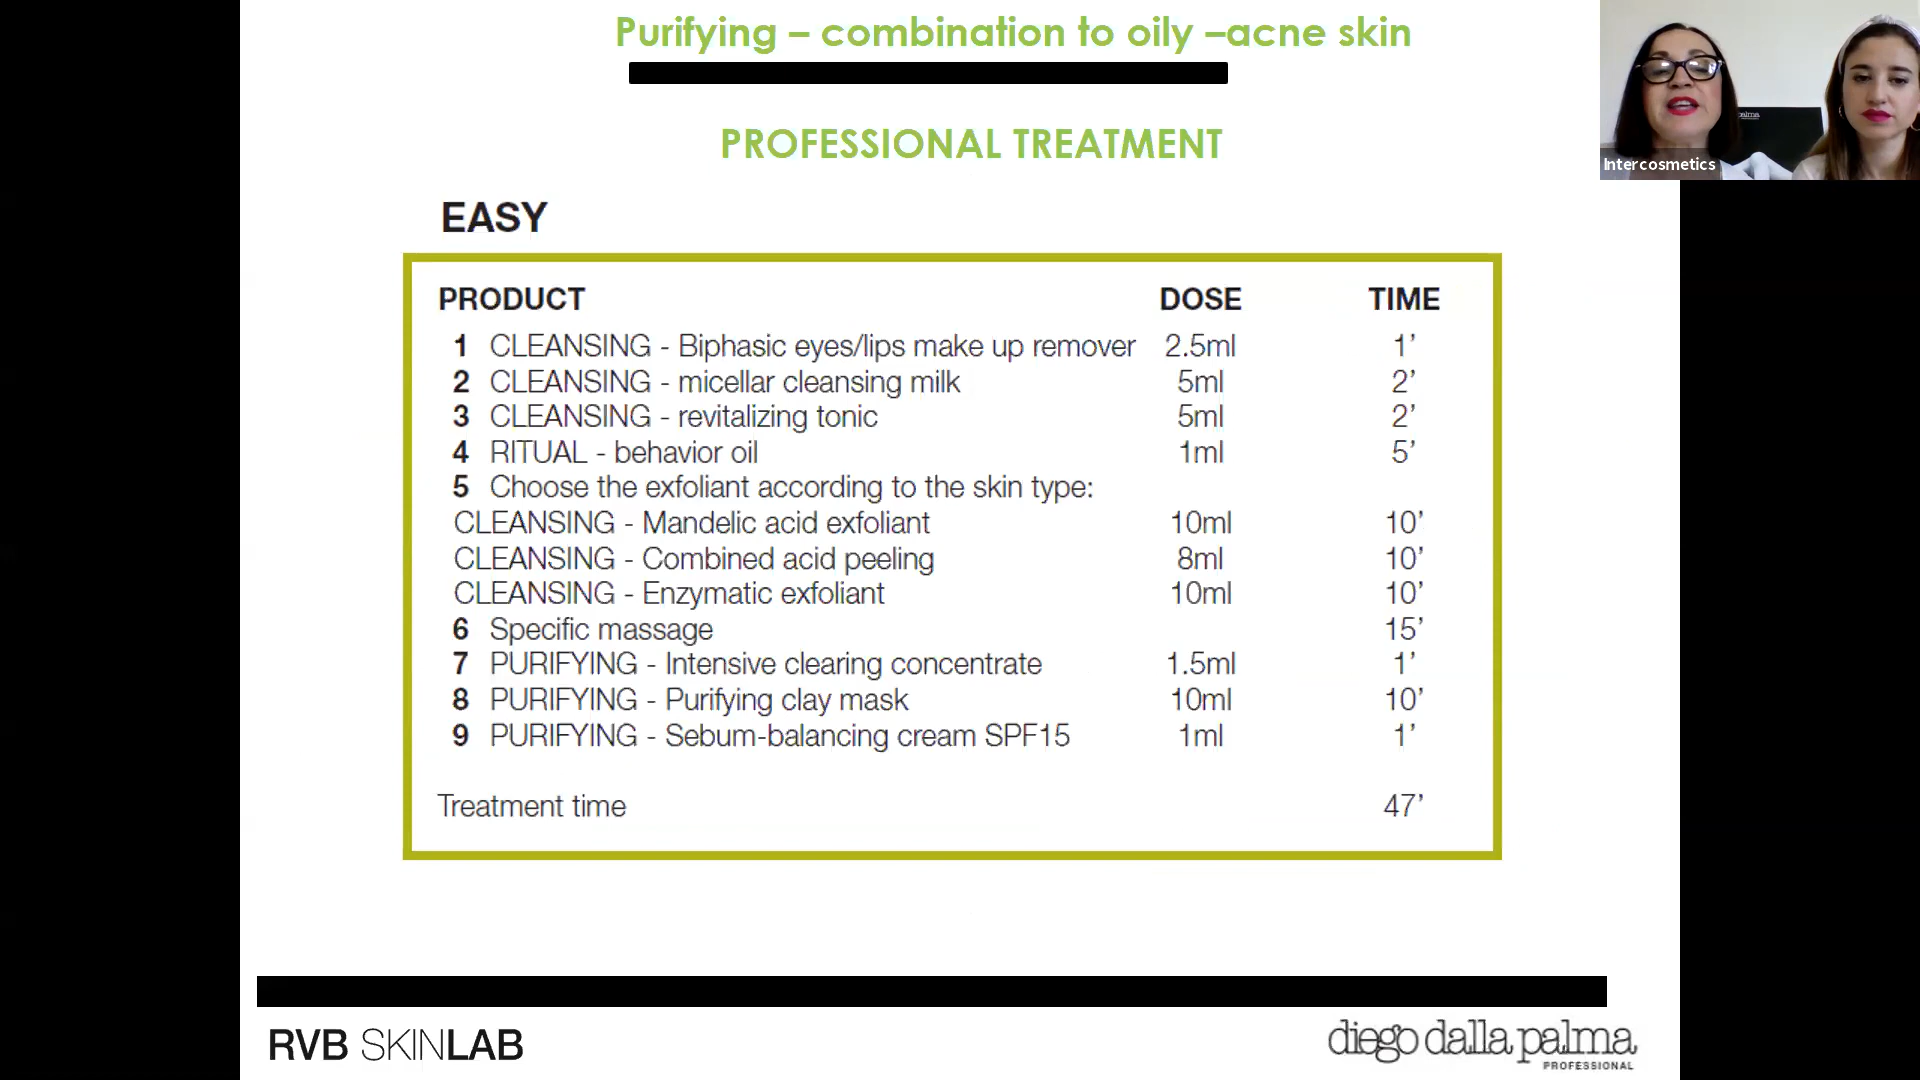 Purifying – combination to oily –acne skin
PROFESSIONAL TREATMENT
EASY
PRODUCT DOSE TIME
1 CLEANSING - Biphasic eyes/lips make up remover 2.5ml 1’
2 CLEANSING - micellar cleansing milk 5ml 2’
3 CLEANSING - revitalizing tonic 5ml 2’
4 RITUAL - behavior oil 1ml 5’
5 Choose the exfoliant according to the skin type:
CLEANSING - Mandelic acid exfoliant 10ml 10’
CLEANSING - Combined acid peeling 8ml 10’
CLEANSING - Enzymatic exfoliant 10ml 10’
6 Specific massage 15’
7 PURIFYING - Intensive clearing concentrate 1.5ml 1’
8 PURIFYING - Purifying clay mask 10ml 10’
9 PURIFYING - Sebum-balancing cream SPF15 1ml 1’
Treatment time 47’
RVB SKINLAB
diego dalla palma
PROFESSIONAL
palma
Intercosmetics